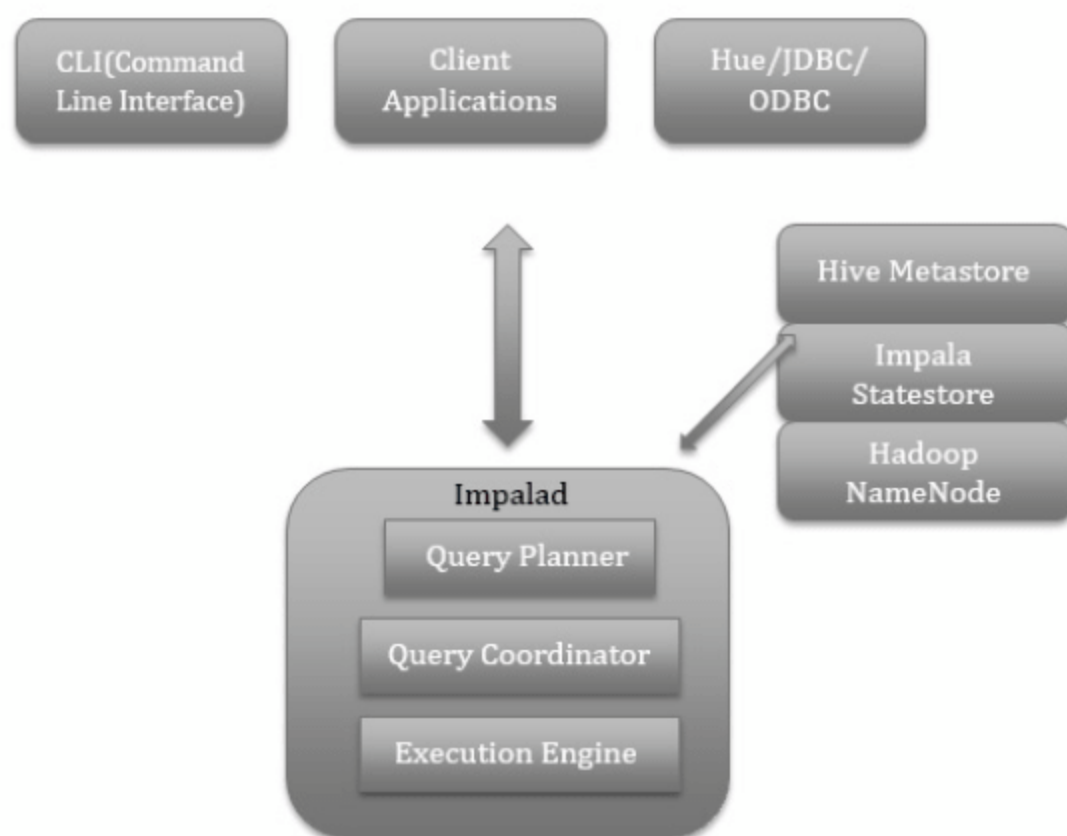 CLI(Command
Line Interface)
Client
Applications
Hue/JDBC/
ODBC
Hive Metastore
Impala
Statestore
Hadoop
NameNode
Impalad
Query Planner
Query Coordinator
Execution Engine